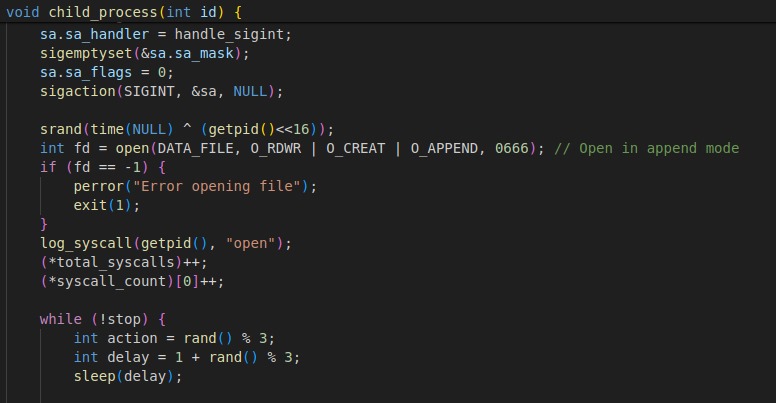 void child_process(int id) {
    sa.sa_handler = handle_sigint;
    sigemptyset(&sa.sa_mask);
    sa.sa_flags = 0;
    sigaction(SIGINT, &sa, NULL);

    srand(time(NULL) ^ (getpid()<<16));
    int fd = open(DATA_FILE, O_RDWR | O_CREAT | O_APPEND, 0666); // Open in append mode
    if (fd == -1) {
        perror("Error opening file");
        exit(1);
    }
    log_syscall(getpid(), "open");
    (*total_syscalls)++;
    (*syscall_count)[0]++;

    while (!stop) {
        int action = rand() % 3;
        int delay = 1 + rand() % 3;
        sleep(delay);